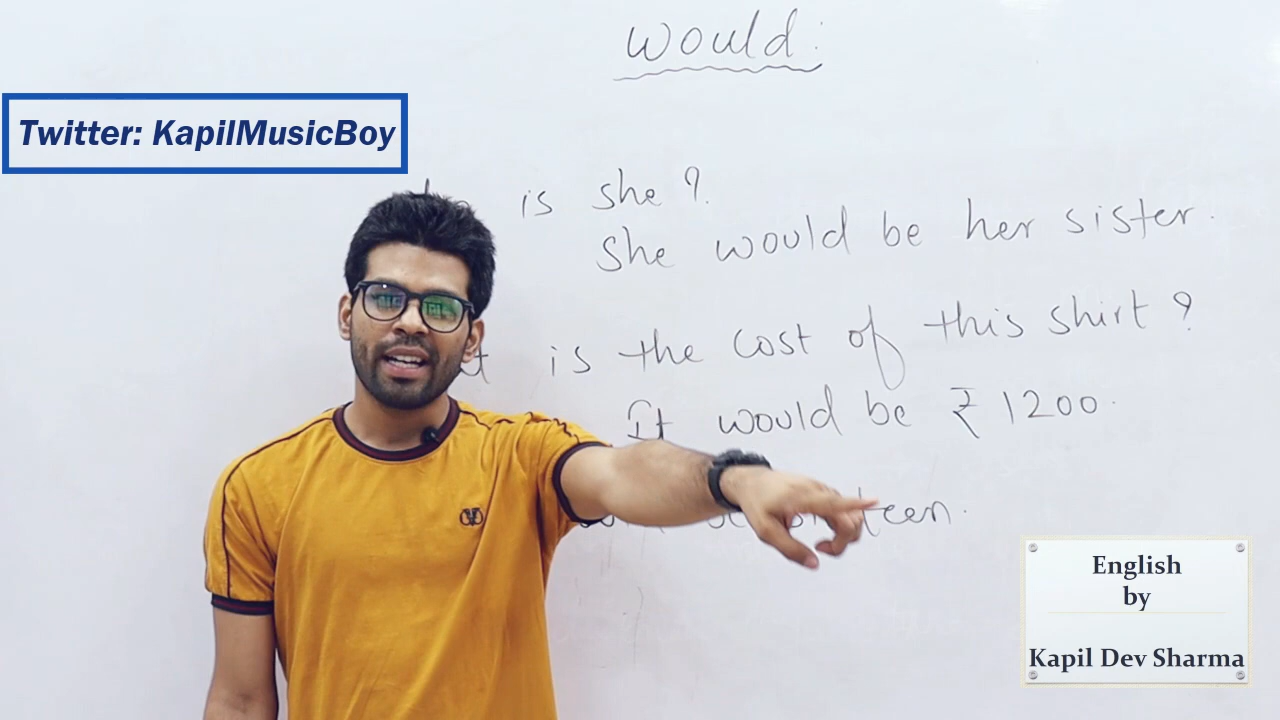 would:
Twitter: KapilMusicBoy
is she?
She would be her sister.
is the cost of this shirt?
It would be ₹ 1200.
teen.
English
by
Kapil Dev Sharma